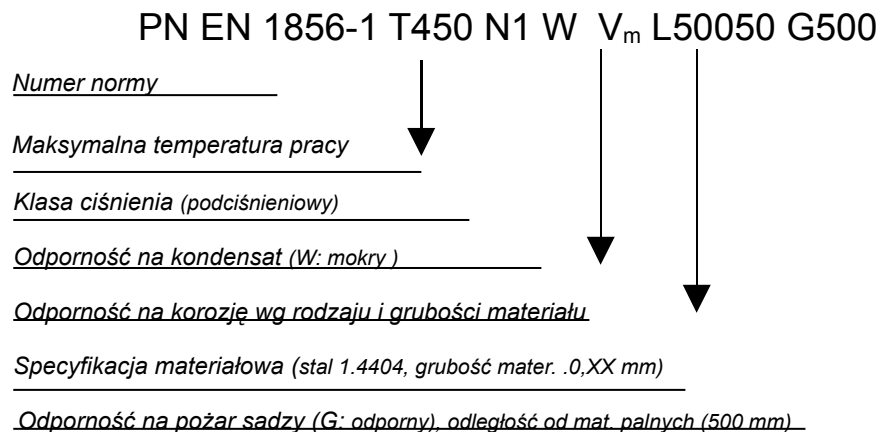 PN EN 1856-1 T450 N1 W Vm L50050 G500
Numer normy
Maksymalna temperatura pracy
Klasa ciśnienia (podciśnieniowy)
Odporność na kondensat (W: mokry )
Odporność na korozję wg rodzaju i grubości materiału
Specyfikacja materiałowa (stal 1.4404, grubość mater. .0,XX mm)
Odporność na pożar sadzy (G: odporny), odległość od mat. palnych (500 mm)